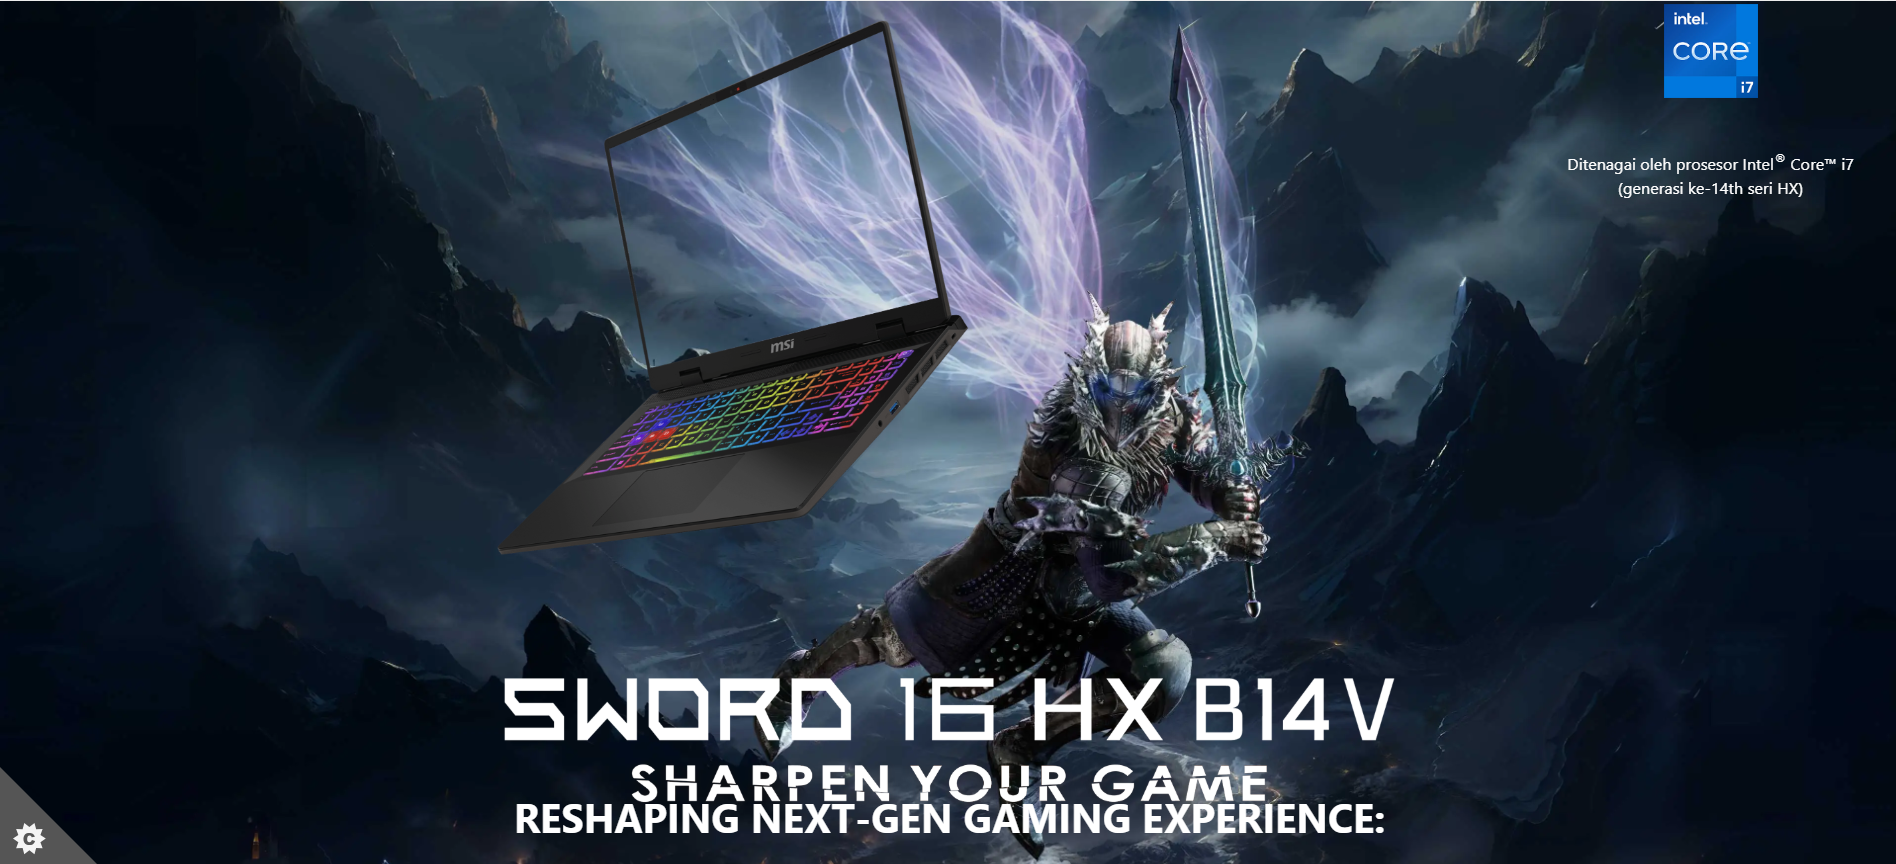 intel.
CORE
i7
Ditenagai oleh prosesor Intel® Core™ i7
(generasi ke-14th seri HX)
msi
SWORD 16 HX B14V
SHARPEN YOUR GAME
RESHAPING NEXT-GEN GAMING EXPERIENCE:
C